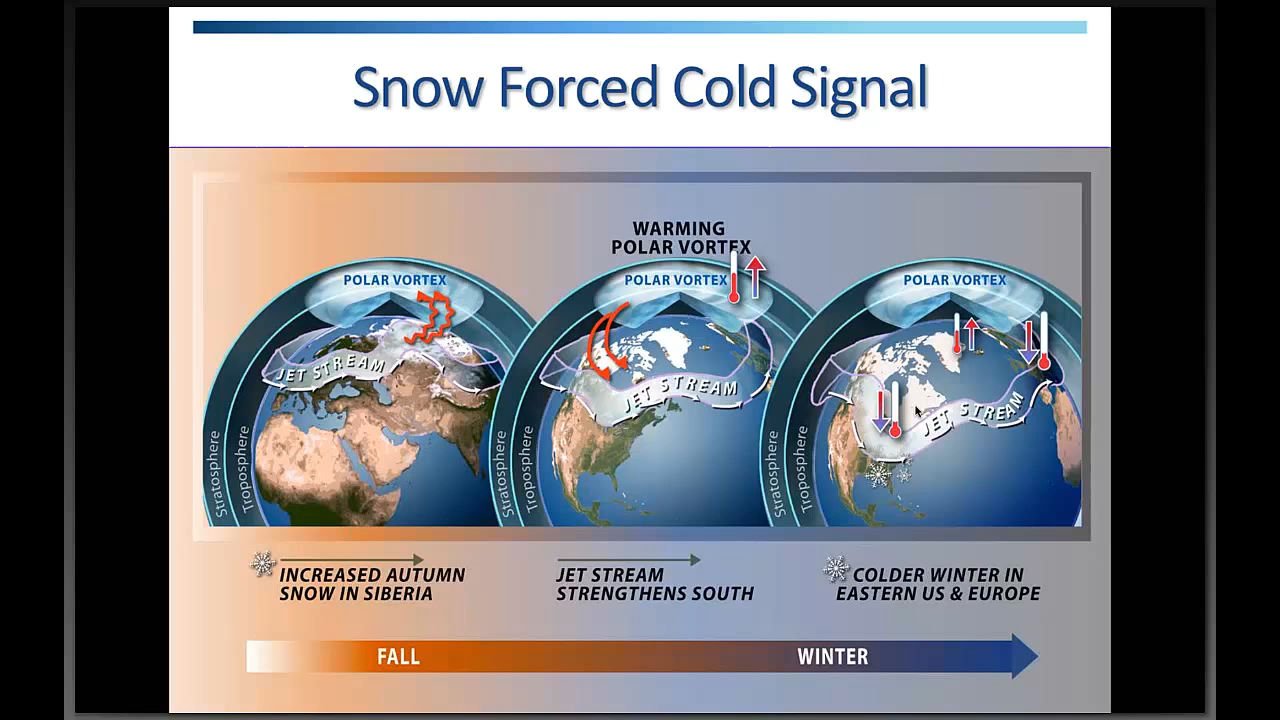 Snow Forced Cold Signal
WARMING
POLAR VORTEX
POLAR VORTEX
JET STREAM
Stratosphere
Troposphere
POLAR VORTEX
JET STREAM
Stratosphere
Troposphere
POLAR VORTEX
JET STREAM
Stratosphere
Troposphere
INCREASED AUTUMN
SNOW IN SIBERIA
JET STREAM
STRENGTHENS SOUTH
COLDER WINTER IN
EASTERN US & EUROPE
FALL
WINTER